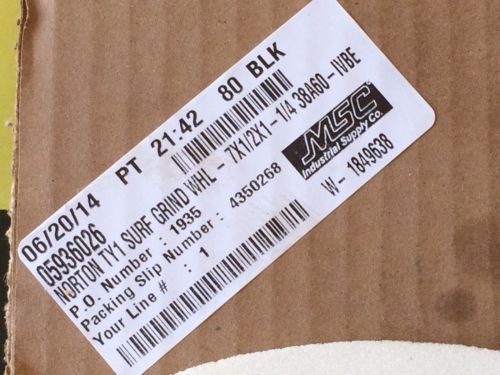 06/20/14 PT 21:42 80 BLK
05936026
NORTON TY1 SURF GRIND WHL - 7X1/2X1-1/4 38A60-IVBE
P.O. Number : 1935
Packing Slip Number : 4350268
Your Line # : 1
MSC
Industrial Supply Co.
W-1849638